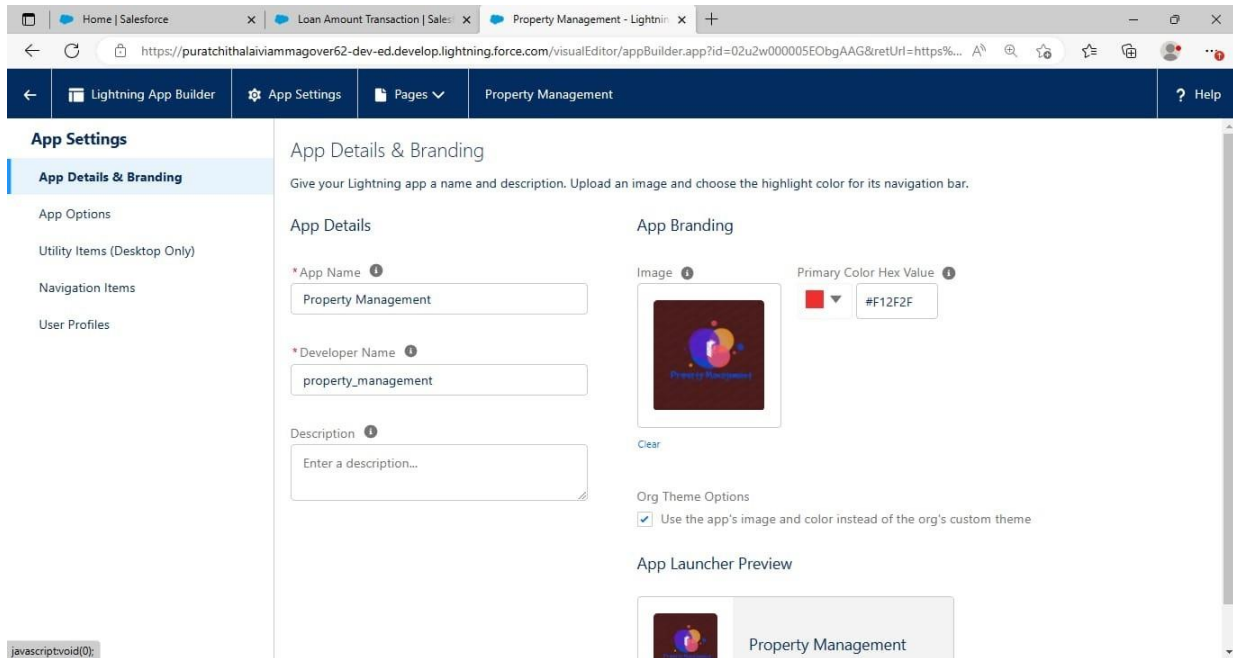 Home | Salesforce
Loan Amount Transaction | Sales
Property Management - Lightnin
https://puratchithalaiviammagover62-dev-ed.develop.lightning.force.com/visualEditor/appBuilder.app?id=02u2w000005EObgAAG&retUrl=https%...
Lightning App Builder
App Settings
Pages
Property Management
? Help
App Settings
App Details & Branding
App Options
Utility Items (Desktop Only)
Navigation Items
User Profiles
App Details & Branding
Give your Lightning app a name and description. Upload an image and choose the highlight color for its navigation bar.
App Details
*App Name
Property Management
*Developer Name
property_management
Description
Enter a description...
App Branding
Image
Property Management
Clear
Primary Color Hex Value
#F12F2F
Org Theme Options
Use the app's image and color instead of the org's custom theme
App Launcher Preview
Property Management
javascript:void(0);